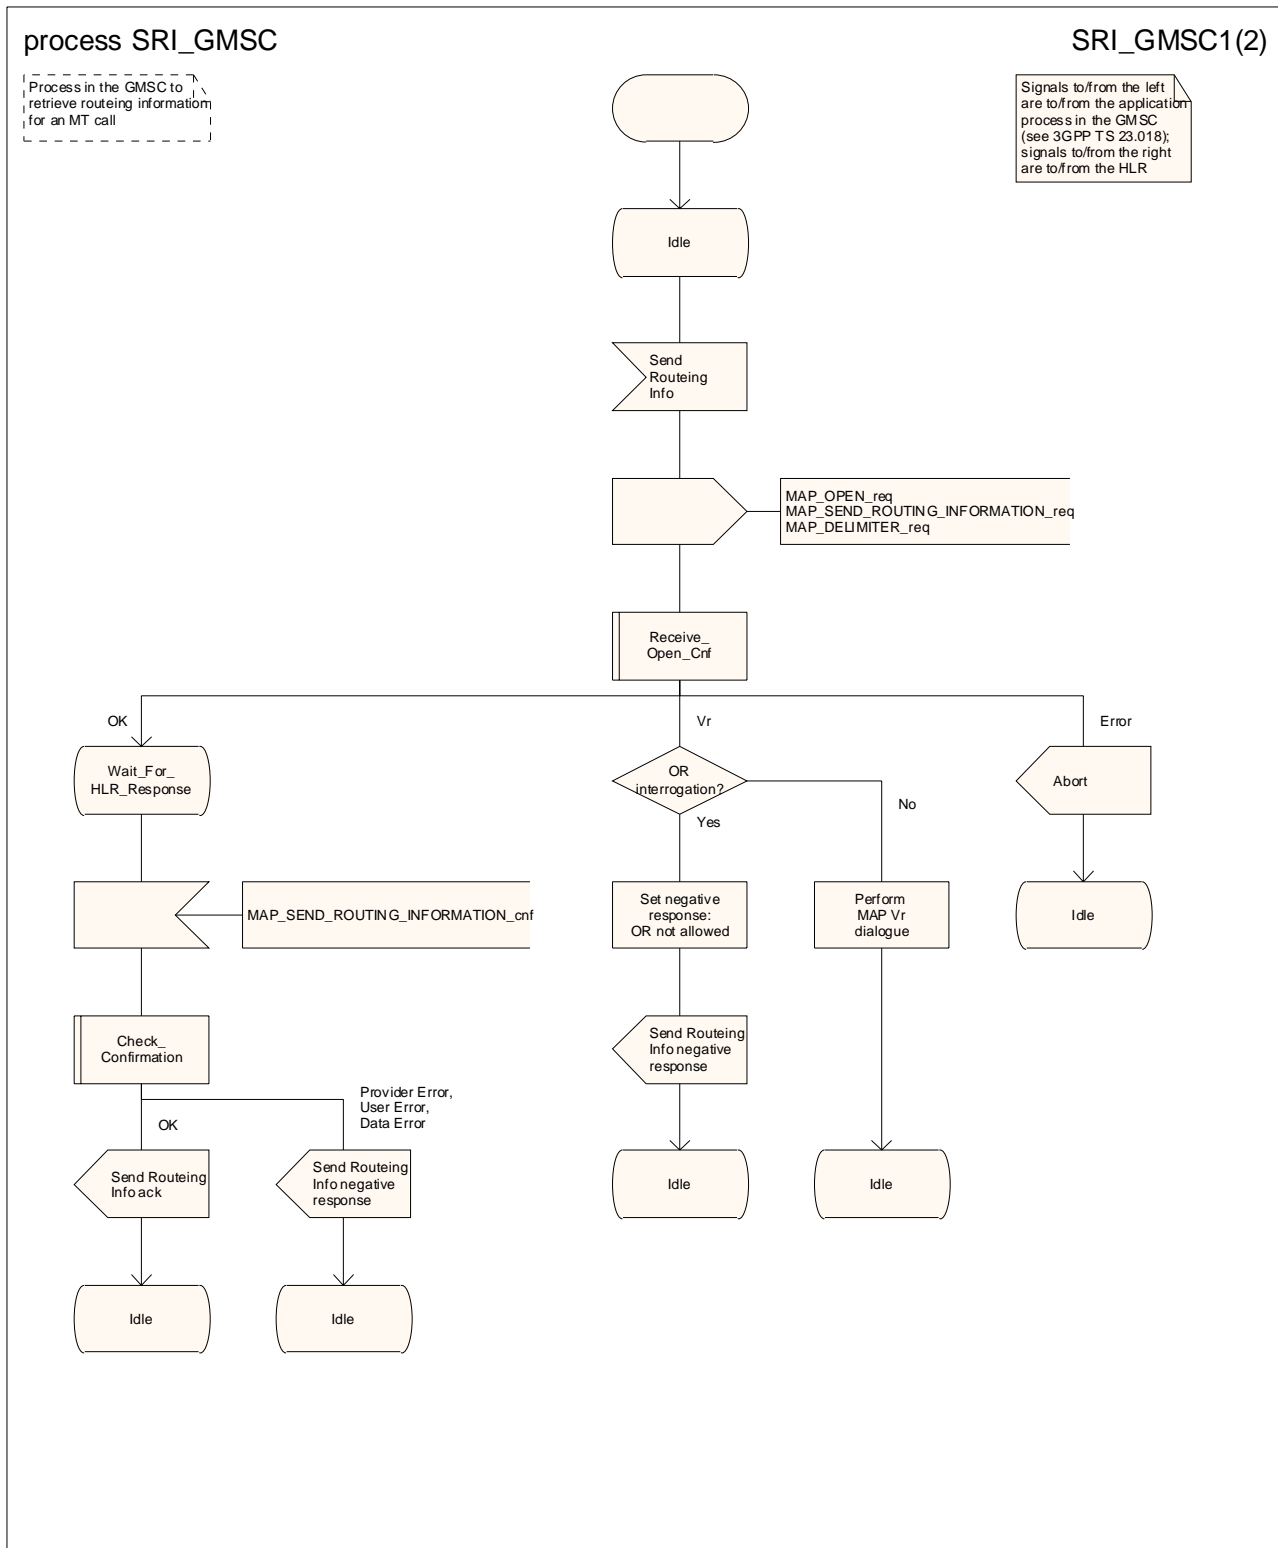 process SRI_GMSC
SRI_GMSC1(2)
Process in the GMSC to
retrieve routeing information
for an MT call
Signals to/from the left
are to/from the application
process in the GMSC
(see 3GPP TS 23.018);
signals to/from the right
are to/from the HLR
Idle
Send
Routeing
Info
MAP_OPEN_req
MAP_SEND_ROUTING_INFORMATION_req
MAP_DELIMITER_req
Receive_
Open_Cnf
OK
Vr
Error
Wait_For_
HLR_Response
OR
interrogation?
Abort
No
Yes
MAP_SEND_ROUTING_INFORMATION_cnf
Set negative
response:
OR not allowed
Perform
MAP Vr
dialogue
Idle
Check_
Confirmation
Send Routeing
Info negative
response
Provider Error,
User Error,
Data Error
OK
Send Routeing
Info ack
Send Routeing
Info negative
response
Idle
Idle
Idle
Idle